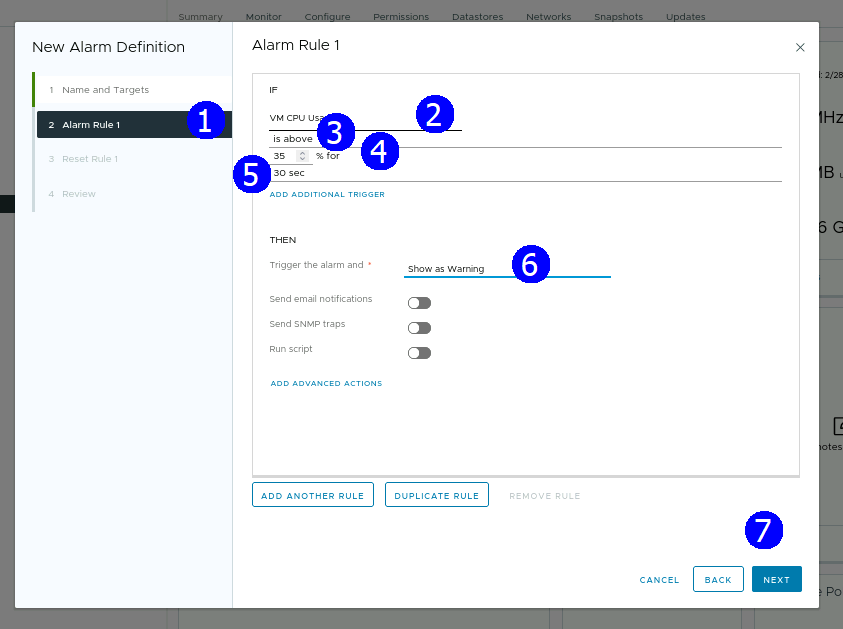 Summary Monitor Configure Permissions Datastores Networks Snapshots Updates
New Alarm Definition
1 Name and Targets
2 Alarm Rule 1
1
3 Reset Rule 1
4 Review
Alarm Rule 1
IF
VM CPU
2
is above
3
35 % for
4
5
30 sec
ADD ADDITIONAL TRIGGER
THEN
Trigger the alarm and *
Show as Warning
6
Send email notifications
Send SNMP traps
Run script
ADD ADVANCED ACTIONS
ADD ANOTHER RULE DUPLICATE RULE REMOVE RULE
7
CANCEL BACK NEXT
: 2/28
MHz
MB
6 G
notes
e Po